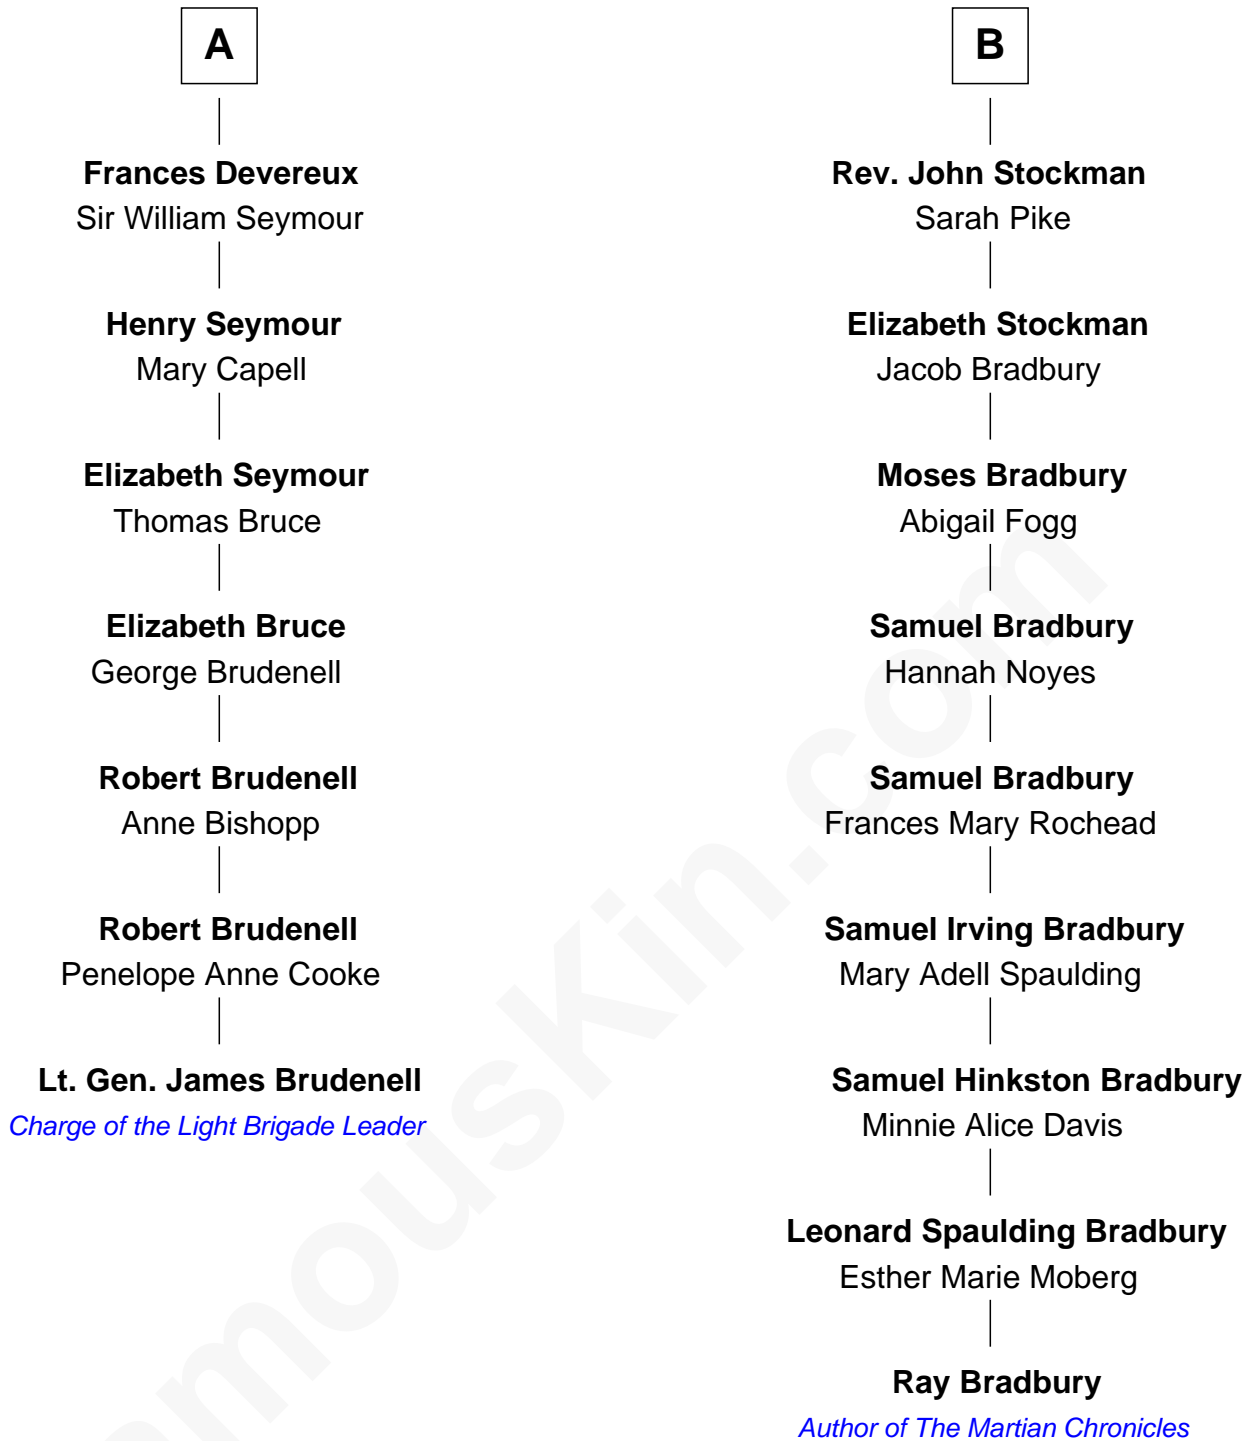 A
Frances Devereux
Sir William Seymour
Henry Seymour
Mary Capell
Elizabeth Seymour
Thomas Bruce
Elizabeth Bruce
George Brudenell
Robert Brudenell
Anne Bishopp
Robert Brudenell
Penelope Anne Cooke
Lt. Gen. James Brudenell
Charge of the Light Brigade Leader
B
Rev. John Stockman
Sarah Pike
Elizabeth Stockman
Jacob Bradbury
Moses Bradbury
Abigail Fogg
Samuel Bradbury
Hannah Noyes
Samuel Bradbury
Frances Mary Rochead
Samuel Irving Bradbury
Mary Adell Spaulding
Samuel Hinkston Bradbury
Minnie Alice Davis
Leonard Spaulding Bradbury
Esther Marie Moberg
Ray Bradbury
Author of The Martian Chronicles
amousKin.com